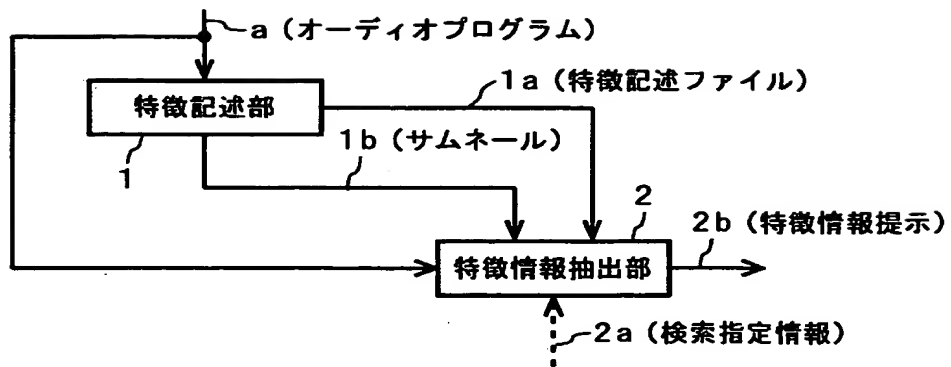 a（オーディオプログラム）
1a（特徴記述ファイル）
特徴記述部
1b（サムネール）
1
2
2b（特徴情報提示）
特徴情報抽出部
2a（検索指定情報）